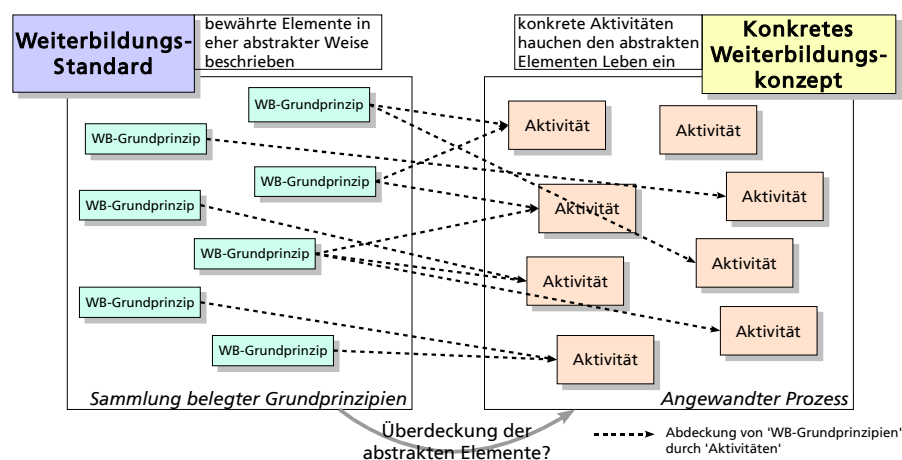 Weiterbildungs-
Standard
bewährte Elemente in
eher abstrakter Weise
beschrieben
konkrete Aktivitäten
hauchen den abstrakten
Elementen Leben ein
Konkretes
Weiterbildungs-
konzept
WB-Grundprinzip
WB-Grundprinzip
WB-Grundprinzip
WB-Grundprinzip
WB-Grundprinzip
WB-Grundprinzip
WB-Grundprinzip
Sammlung belegter Grundprinzipien
Aktivität
Aktivität
Aktivität
Aktivität
Aktivität
Aktivität
Aktivität
Aktivität
Angewandter Prozess
Überdeckung der
abstrakten Elemente?
Abdeckung von 'WB-Grundprinzipien'
durch 'Aktivitäten'